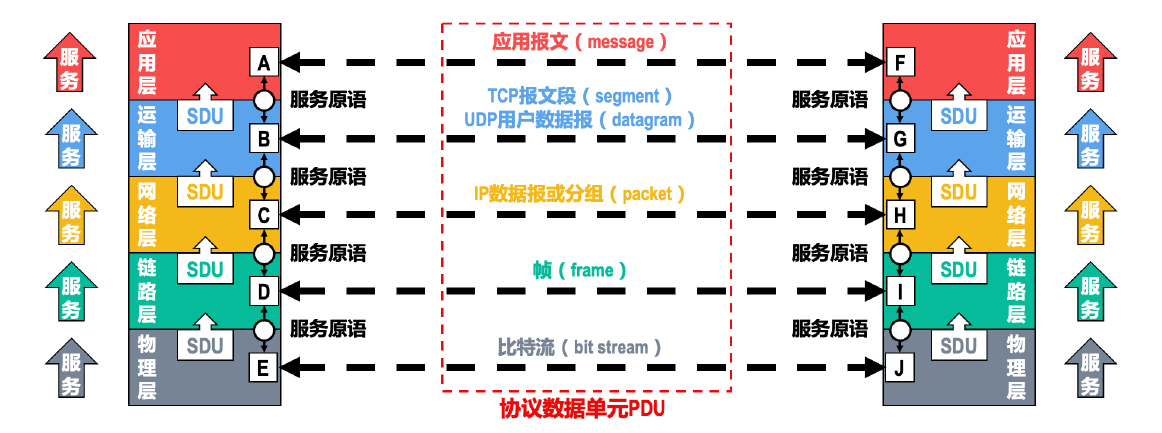 应用报文（message）
服务
应用层
A
F
应用层
服务
服务原语
服务原语
SDU
SDU
TCP报文段（segment）
UDP用户数据报（datagram）
服务
运输层
B
G
运输层
服务
服务原语
服务原语
SDU
SDU
IP数据报或分组（packet）
服务
网络层
C
H
网络层
服务
服务原语
服务原语
SDU
SDU
帧（frame）
服务
链路层
D
I
链路层
服务
服务原语
服务原语
SDU
SDU
比特流（bit stream）
服务
物理层
E
J
物理层
服务
协议数据单元PDU